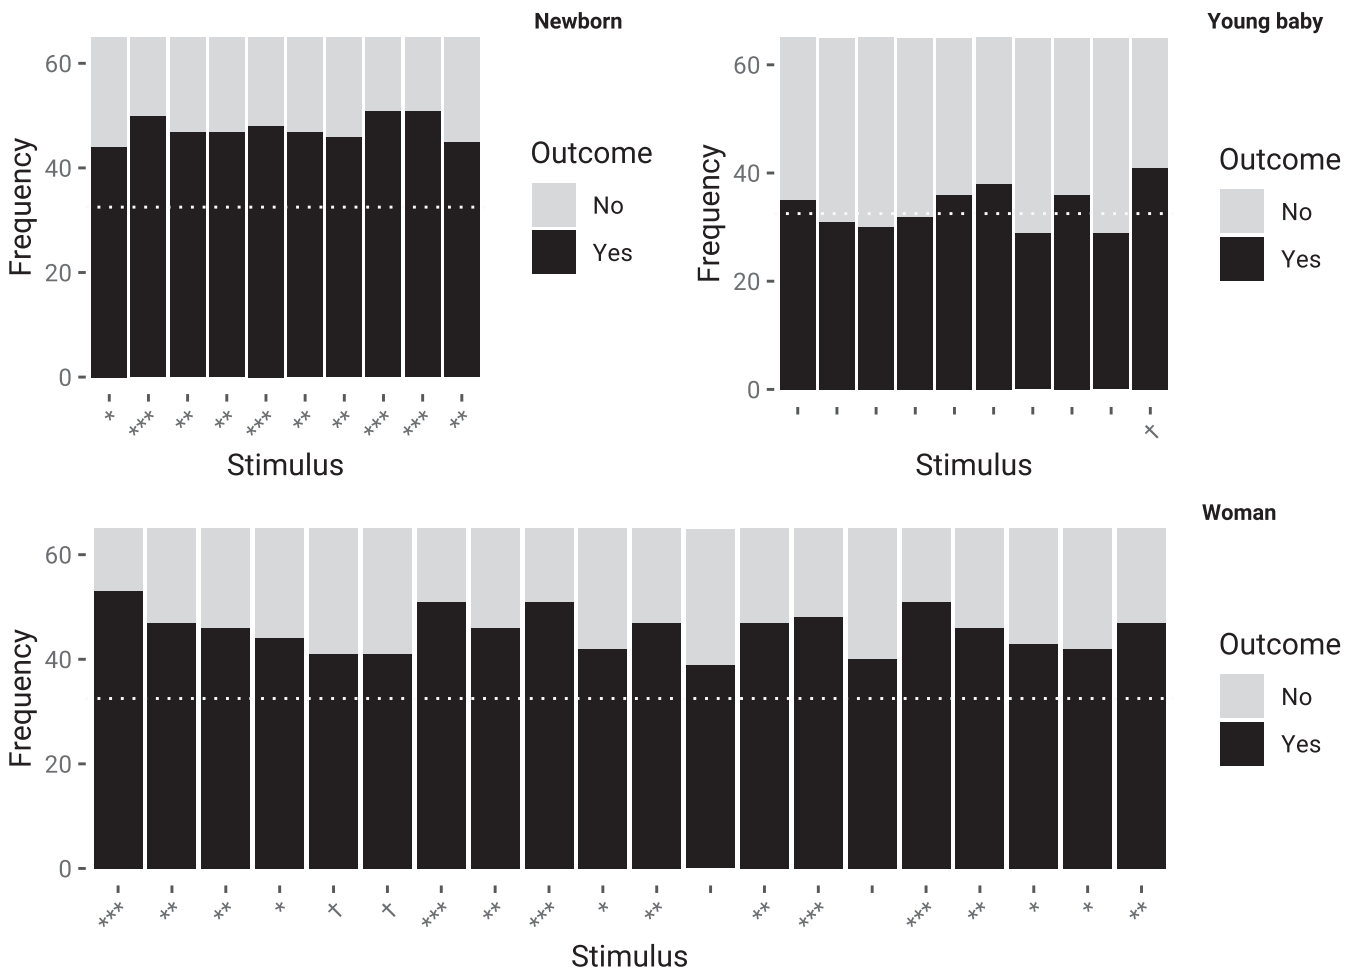 Newborn
60
40
20
0
Frequency
* *** ** ** *** ** ** *** *** **
Stimulus
Outcome
No
Yes
Young baby
60
40
20
0
Frequency
†
Stimulus
Outcome
No
Yes
Woman
60
40
20
0
Frequency
*** ** ** * † † *** ** *** * ** ** *** *** ** * * **
Stimulus
Outcome
No
Yes